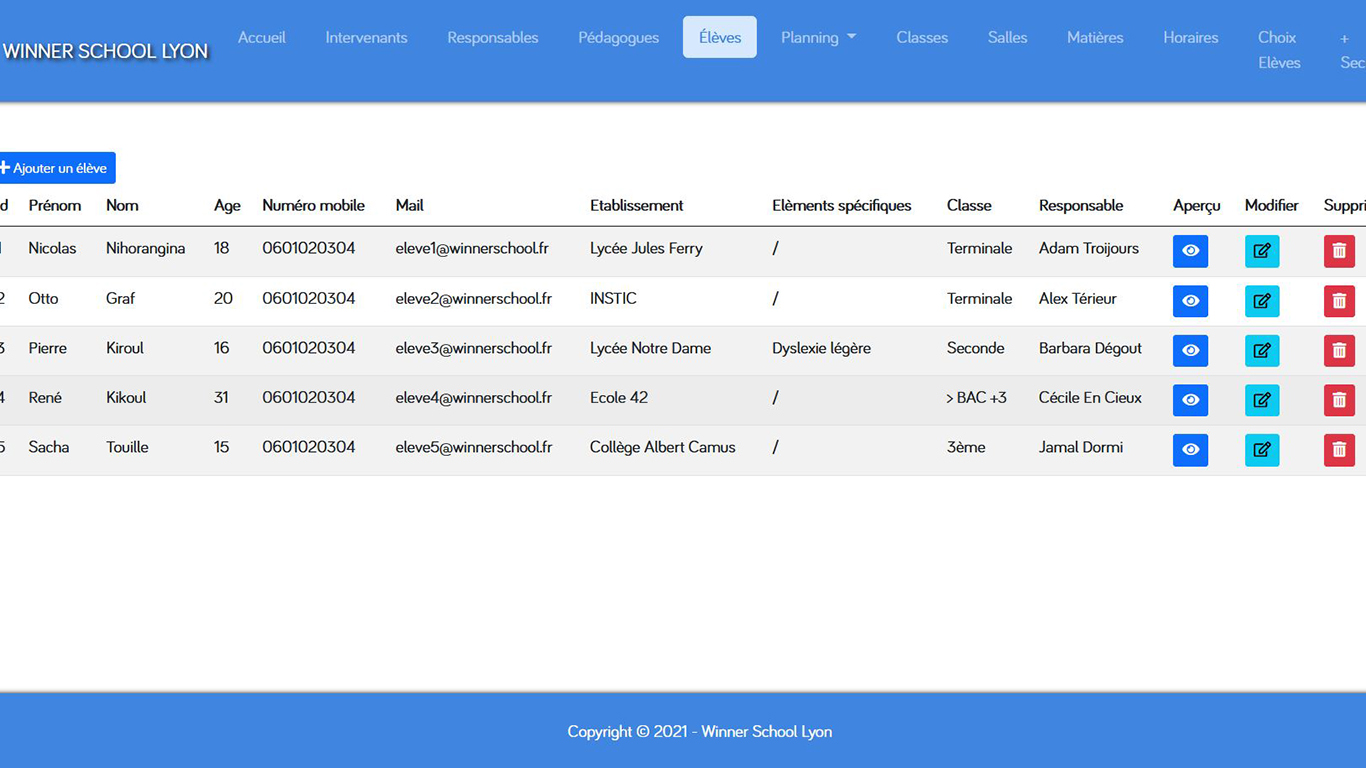 WINNER SCHOOL LYON
Accueil Intervenants Responsables Pédagogues Élèves Planning Classes Salles Matières Horaires Choix Elèves + Sec
+ Ajouter un élève
d Prénom Nom Age Numéro mobile Mail Etablissement Elèments spécifiques Classe Responsable Aperçu Modifier Suppri
Nicolas Nihorangina 18 0601020304 eleve1@winnerschool.fr Lycée Jules Ferry / Terminale Adam Troijours
2 Otto Graf 20 0601020304 eleve2@winnerschool.fr INSTIC / Terminale Alex Térieur
3 Pierre Kiroul 16 0601020304 eleve3@winnerschool.fr Lycée Notre Dame Dyslexie légère Seconde Barbara Dégout
4 René Kikoul 31 0601020304 eleve4@winnerschool.fr Ecole 42 / > BAC +3 Cécile En Cieux
5 Sacha Touille 15 0601020304 eleve5@winnerschool.fr Collège Albert Camus / 3ème Jamal Dormi
Copyright © 2021 - Winner School Lyon